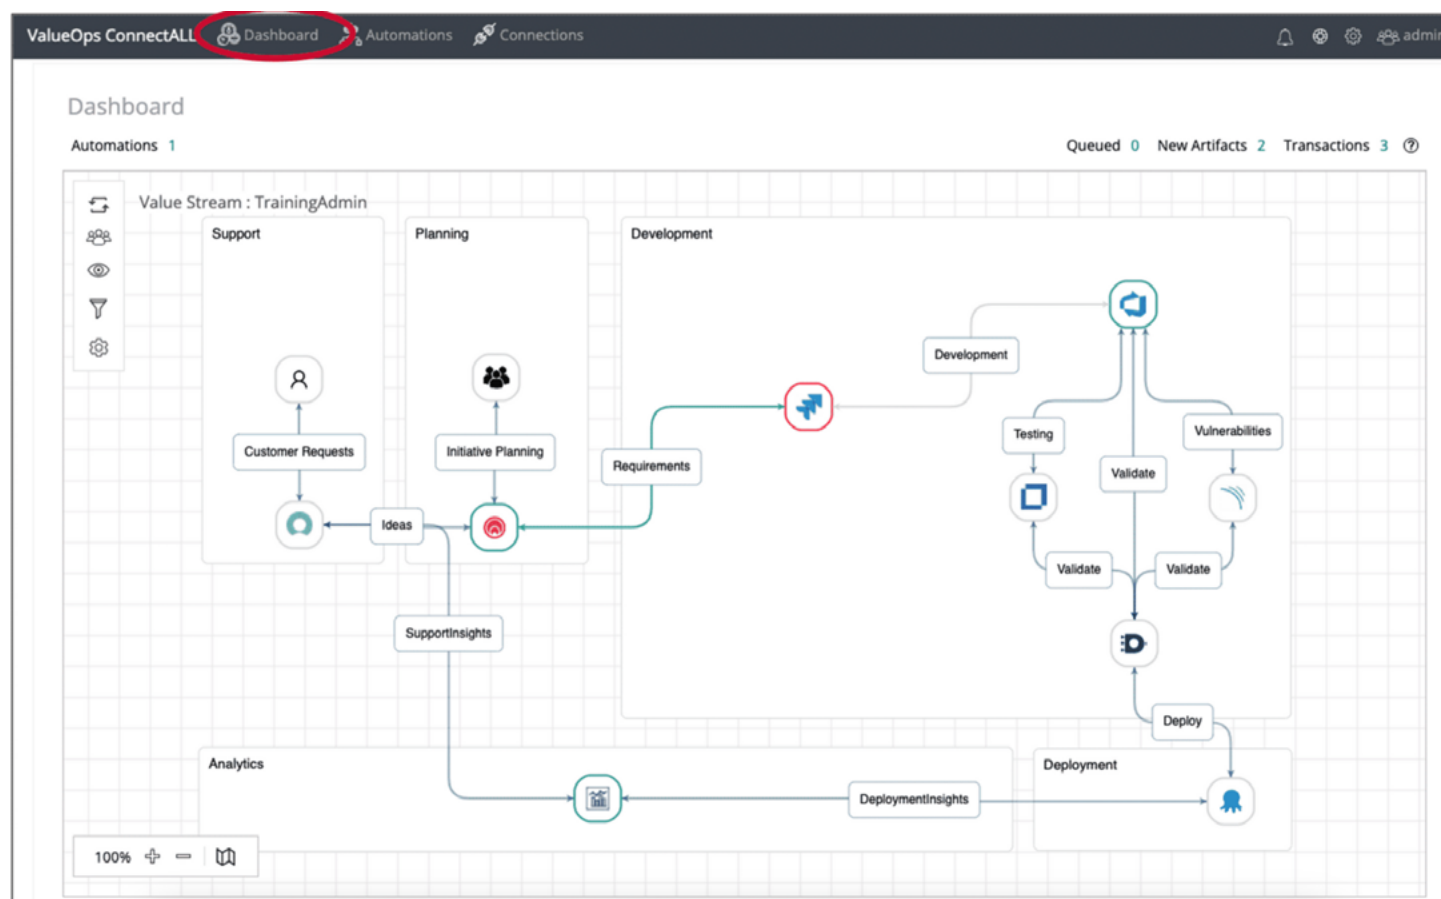 ValueOps ConnectALL Dashboard Automations Connections admin
Dashboard
Automations 1 Queued 0 New Artifacts 2 Transactions 3 ?
Value Stream : TrainingAdmin
Support Planning Development
Development
Testing Vulnerabilities
Customer Requests Initiative Planning
Requirements Validate
Ideas
Validate Validate
SupportInsights
Deploy
Analytics Deployment
DeploymentInsights
100%